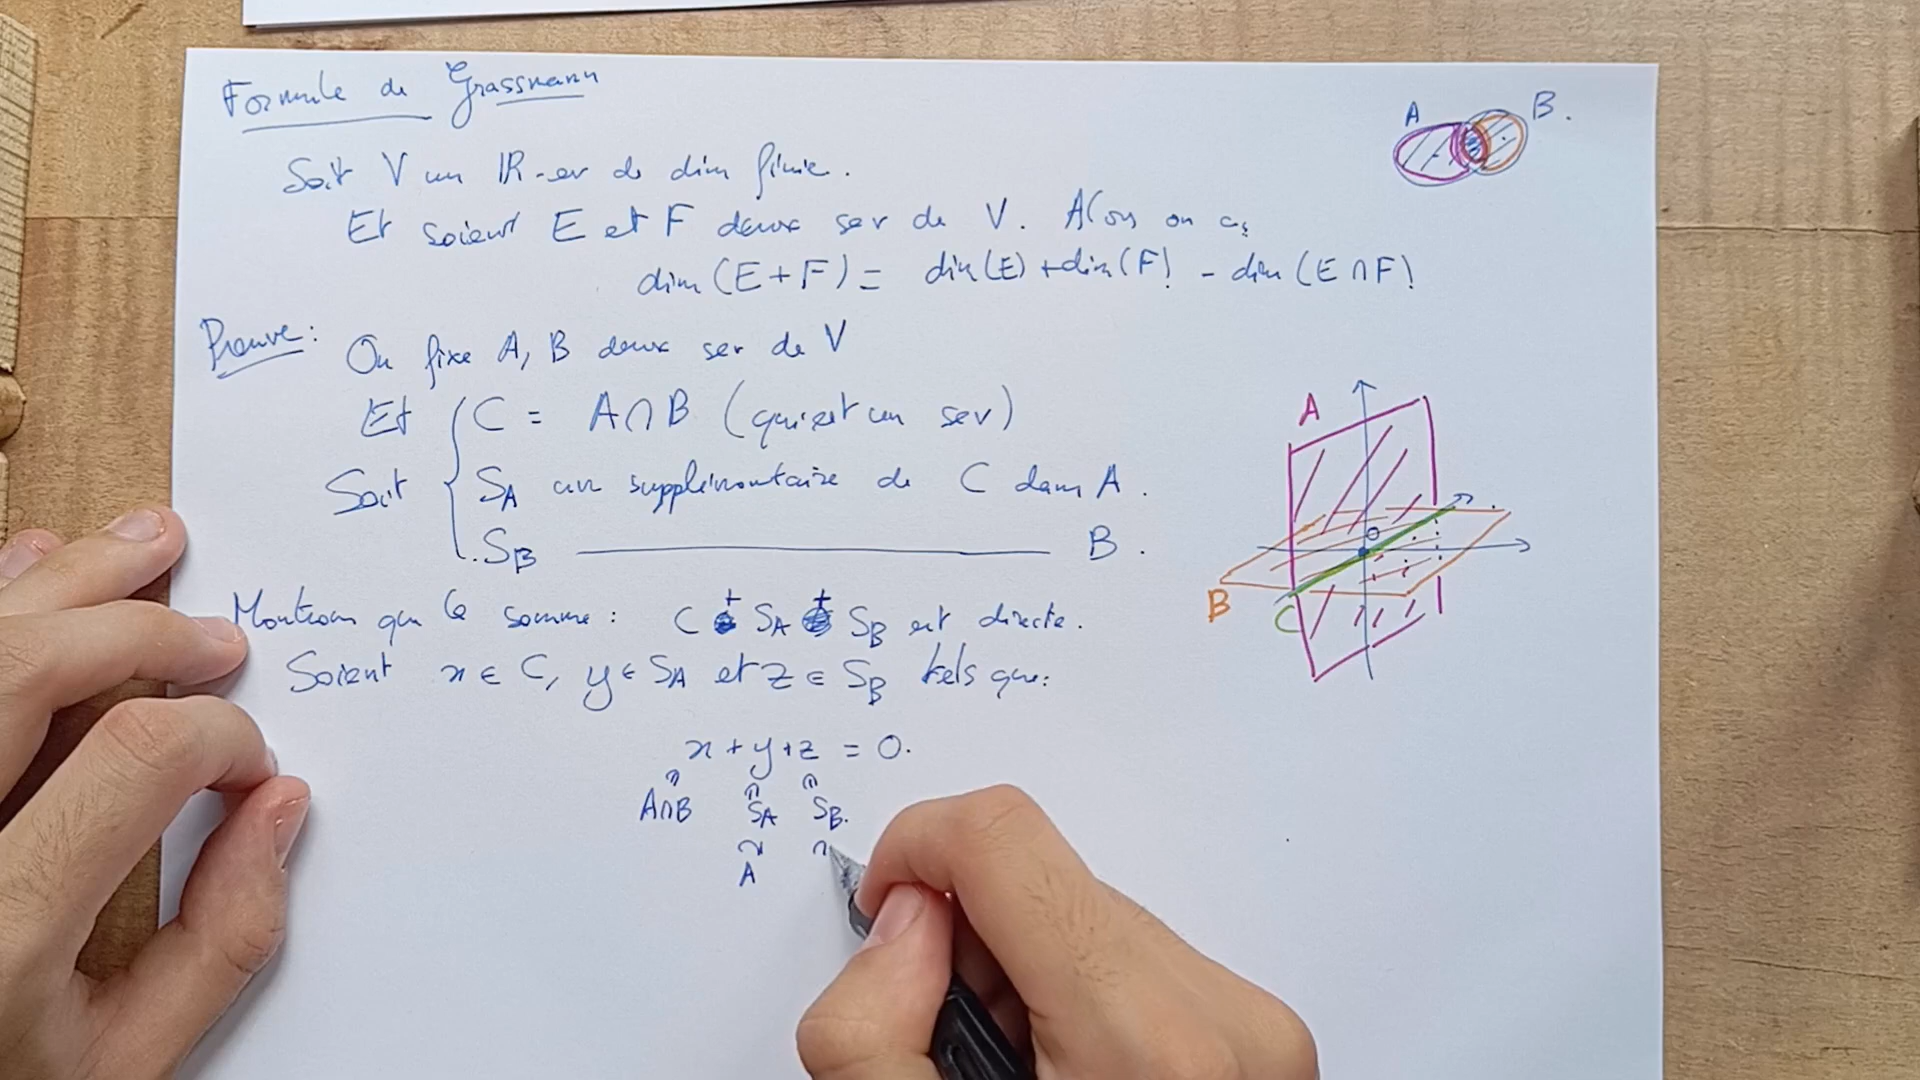 Formule de Grassmann
A B.
Soit V un IR-ev de dim finie.
Et soient E et F deux sev de V. Alors on a:
dim (E+F) = dim(E) + dim(F) - dim (E∩F)
Preuve: On fixe A, B deux sev de V
Et C = A∩B (qui est un sev)
Soit S_A un supplémentaire de C dans A.
S_B ———— B.
A
O
B
C
Montrons que la somme: C + S_A + S_B est directe.
Soient x ∈ C, y ∈ S_A et z ∈ S_B tels que:
x + y + z = 0.
A∩B S_A S_B.
A